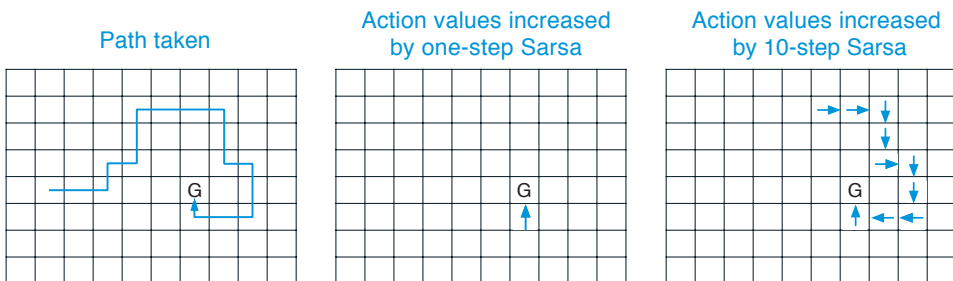 Path taken
Action values increased
by one-step Sarsa
Action values increased
by 10-step Sarsa
G
G
G